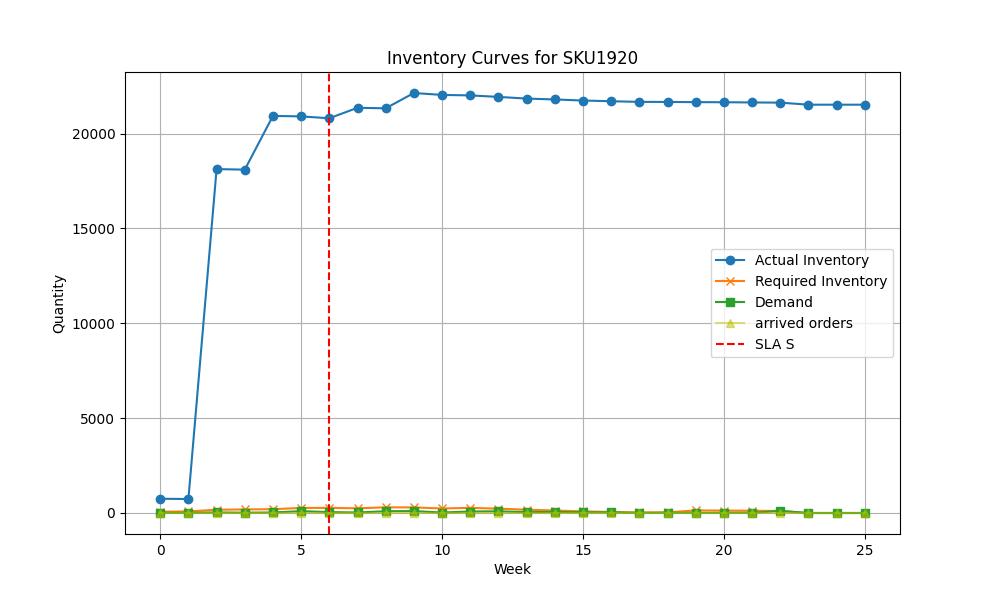 Inventory Curves for SKU1920
Quantity
20000
15000
10000
5000
0
Actual Inventory
Required Inventory
Demand
arrived orders
SLA S
0 5 10 15 20 25
Week